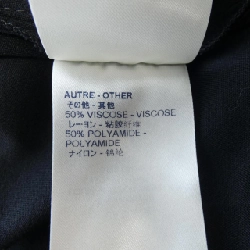 AUTRE - OTHER
その他 - 其他
50% VISCOSE - VISCOSE
レーヨン - 粘胶纤维
50% POLYAMIDE -
POLYAMIDE
ナイロン - 锦纶